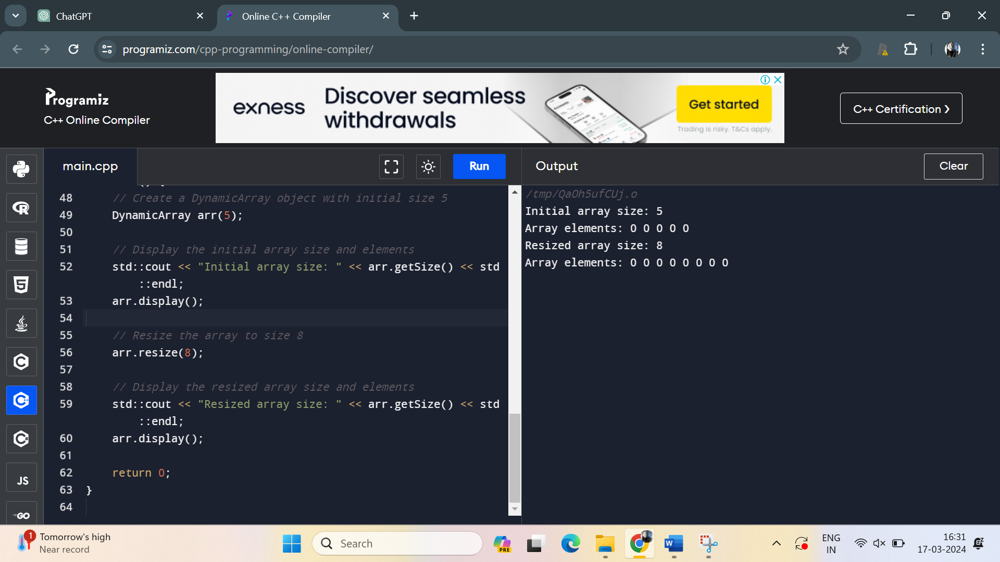 ChatGPT
Online C++ Compiler
programiz.com/cpp-programming/online-compiler/
Programiz
C++ Online Compiler
exness
Discover seamless
withdrawals
Get started
Trading is risky. T&Cs apply.
C++ Certification ❯
main.cpp
Run
Output
Clear
48 // Create a DynamicArray object with initial size 5
49 DynamicArray arr(5);
50
51 // Display the initial array size and elements
52 std::cout << "Initial array size: " << arr.getSize() << std
::endl;
53 arr.display();
54
55 // Resize the array to size 8
56 arr.resize(8);
57
58 // Display the resized array size and elements
59 std::cout << "Resized array size: " << arr.getSize() << std
::endl;
60 arr.display();
61
62 return 0;
63 }
64
/tmp/QaOh5ufCUj.o
Initial array size: 5
Array elements: 0 0 0 0 0
Resized array size: 8
Array elements: 0 0 0 0 0 0 0 0
JS
GO
1
Tomorrow's high
Near record
Search
PRE
W
ENG
IN
16:31
17-03-2024